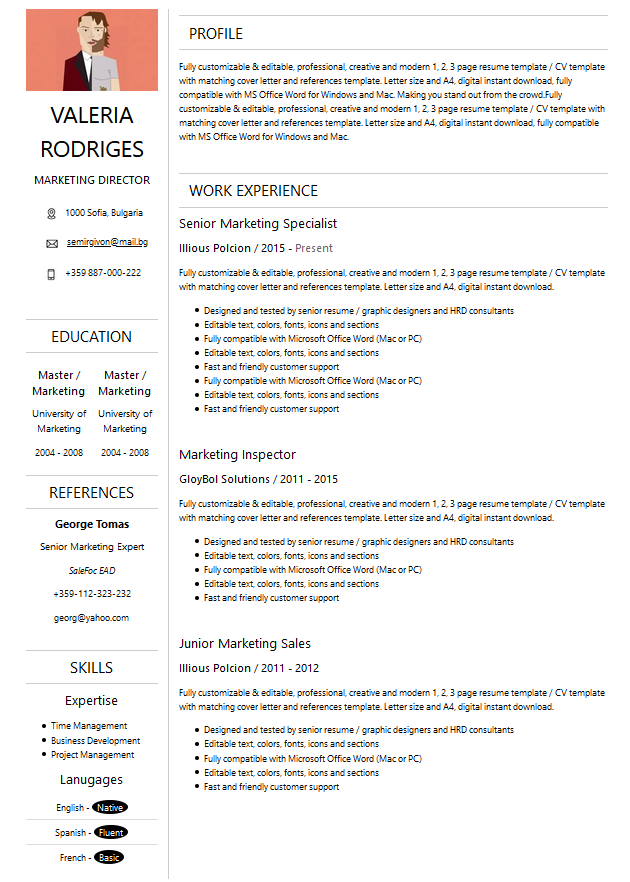 VALERIA
RODRIGES
MARKETING DIRECTOR
1000 Sofia, Bulgaria
semirgivon@mail.bg
+359 887-000-222
EDUCATION
Master /
Marketing
University of
Marketing
2004 - 2008
Master /
Marketing
University of
Marketing
2004 - 2008
REFERENCES
George Tomas
Senior Marketing Expert
SaleFoc EAD
+359-112-323-232
georg@yahoo.com
SKILLS
Expertise
Time Management
Business Development
Project Management
Lanugages
English - Native
Spanish - Fluent
French - Basic
PROFILE
Fully customizable & editable, professional, creative and modern 1, 2, 3 page resume template / CV template
with matching cover letter and references template. Letter size and A4, digital instant download, fully
compatible with MS Office Word for Windows and Mac. Making you stand out from the crowd.Fully
customizable & editable, professional, creative and modern 1, 2, 3 page resume template / CV template with
matching cover letter and references template. Letter size and A4, digital instant download, fully compatible
with MS Office Word for Windows and Mac.
WORK EXPERIENCE
Senior Marketing Specialist
Illious Polcion / 2015 - Present
Fully customizable & editable, professional, creative and modern 1, 2, 3 page resume template / CV template
with matching cover letter and references template. Letter size and A4, digital instant download.
Designed and tested by senior resume / graphic designers and HRD consultants
Editable text, colors, fonts, icons and sections
Fully compatible with Microsoft Office Word (Mac or PC)
Editable text, colors, fonts, icons and sections
Fast and friendly customer support
Fully compatible with Microsoft Office Word (Mac or PC)
Editable text, colors, fonts, icons and sections
Fast and friendly customer support
Marketing Inspector
GloyBol Solutions / 2011 - 2015
Fully customizable & editable, professional, creative and modern 1, 2, 3 page resume template / CV template
with matching cover letter and references template. Letter size and A4, digital instant download.
Designed and tested by senior resume / graphic designers and HRD consultants
Editable text, colors, fonts, icons and sections
Fully compatible with Microsoft Office Word (Mac or PC)
Editable text, colors, fonts, icons and sections
Fast and friendly customer support
Junior Marketing Sales
Illious Polcion / 2011 - 2012
Fully customizable & editable, professional, creative and modern 1, 2, 3 page resume template / CV template
with matching cover letter and references template. Letter size and A4, digital instant download.
Designed and tested by senior resume / graphic designers and HRD consultants
Editable text, colors, fonts, icons and sections
Fully compatible with Microsoft Office Word (Mac or PC)
Editable text, colors, fonts, icons and sections
Fast and friendly customer support